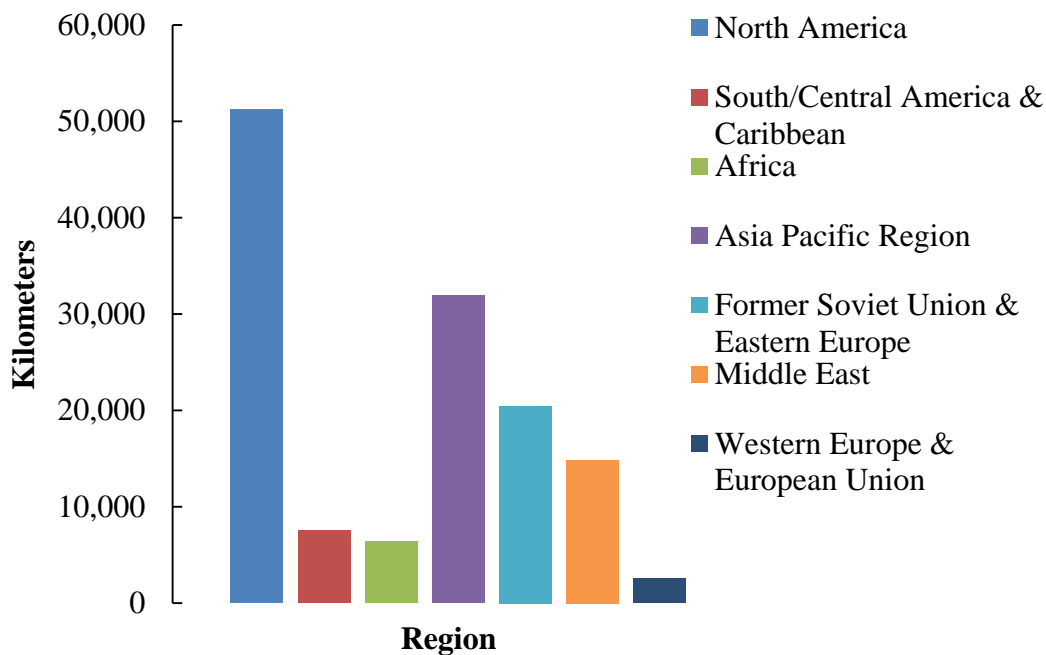 60,000
50,000
40,000
30,000
20,000
10,000
0
Kilometers
Region
North America
South/Central America &
Caribbean
Africa
Asia Pacific Region
Former Soviet Union &
Eastern Europe
Middle East
Western Europe &
European Union